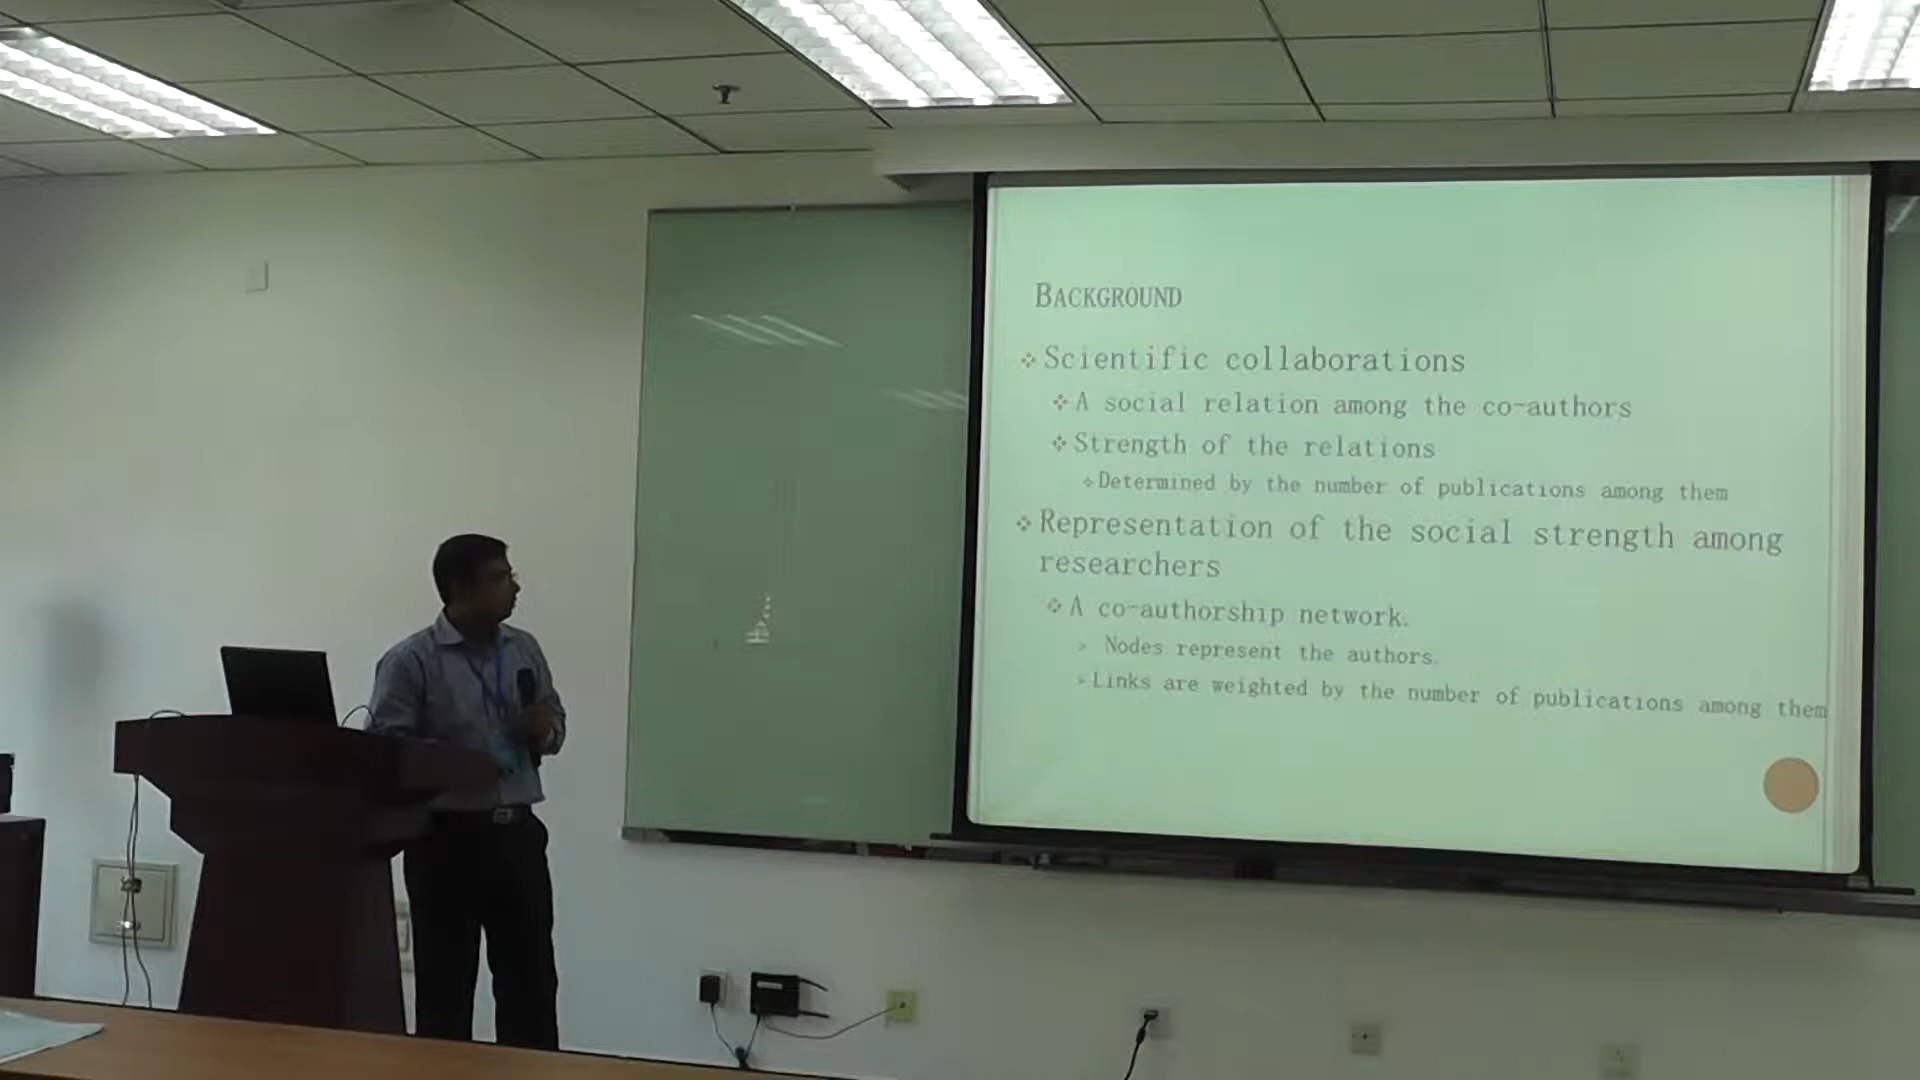 BACKGROUND
Scientific collaborations
A social relation among the co-authors
Strength of the relations
Determined by the number of publications among them
Representation of the social strength among
researchers
A co-authorship network.
Nodes represent the authors.
Links are weighted by the number of publications among them